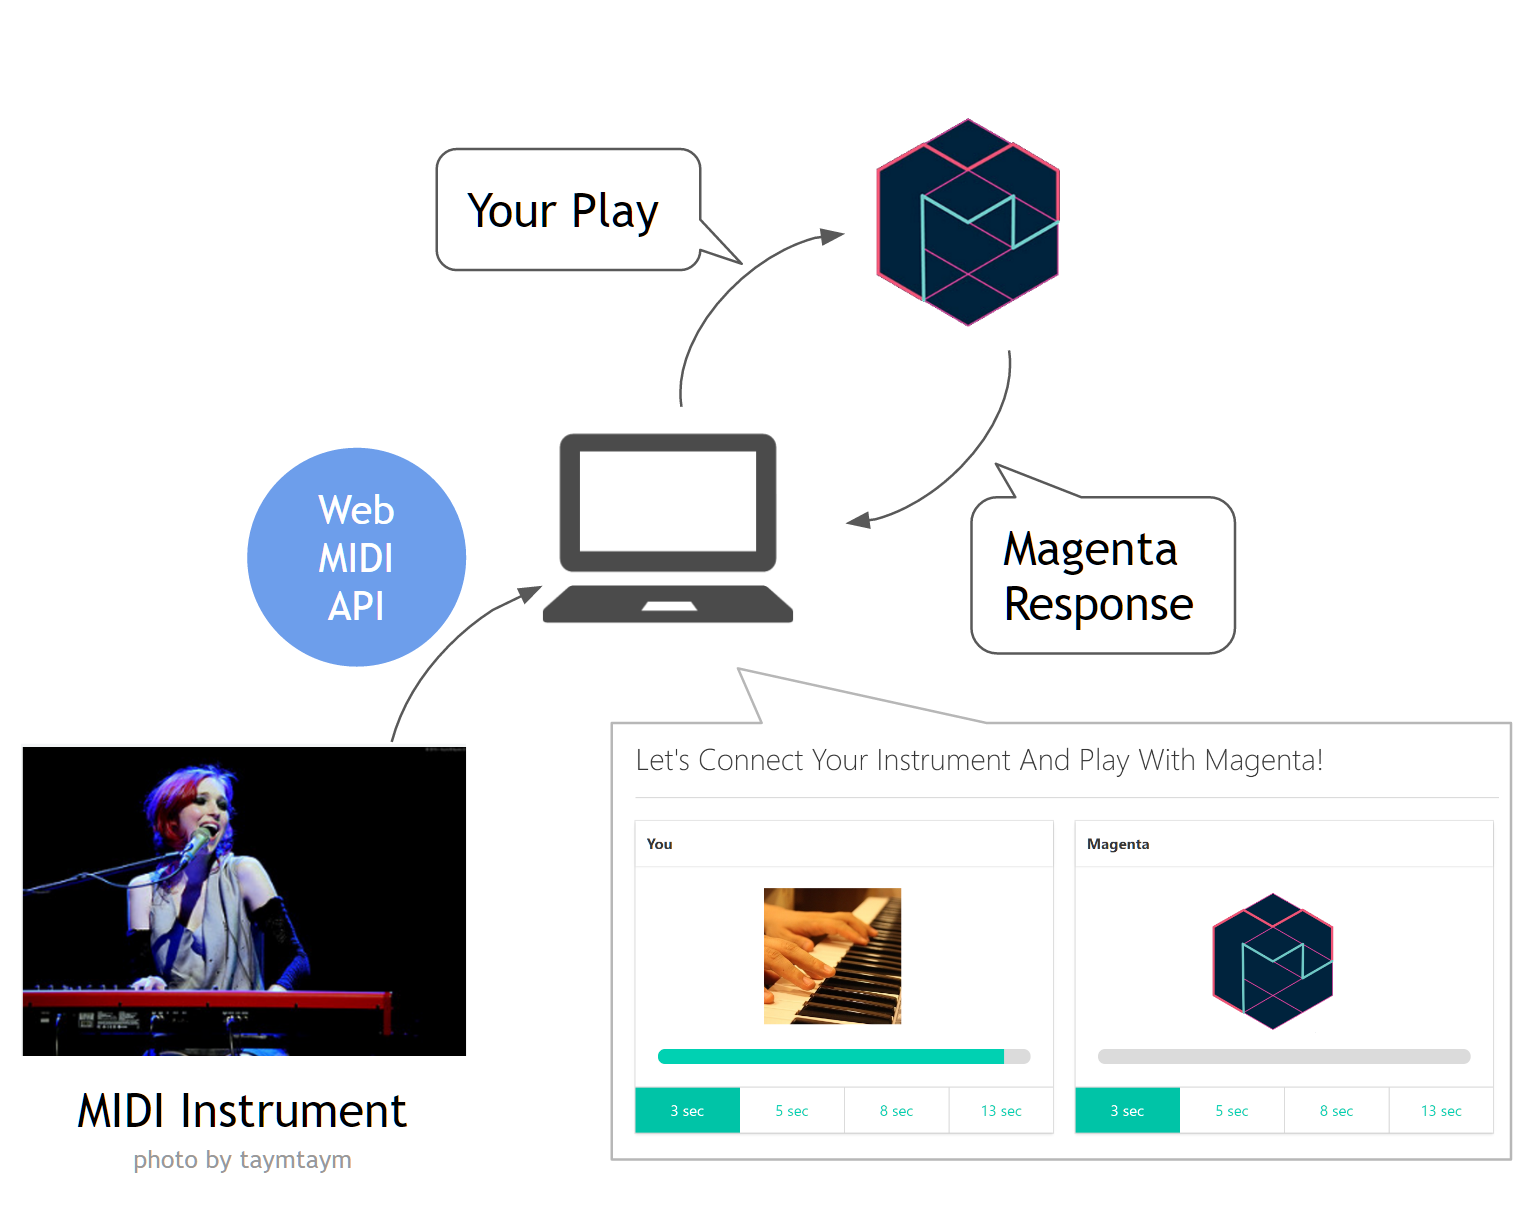 Your Play
Web
MIDI
API
Magenta
Response
MIDI Instrument
photo by taymtaym
Let's Connect Your Instrument And Play With Magenta!
You
3 sec
5 sec
8 sec
13 sec
Magenta
3 sec
5 sec
8 sec
13 sec